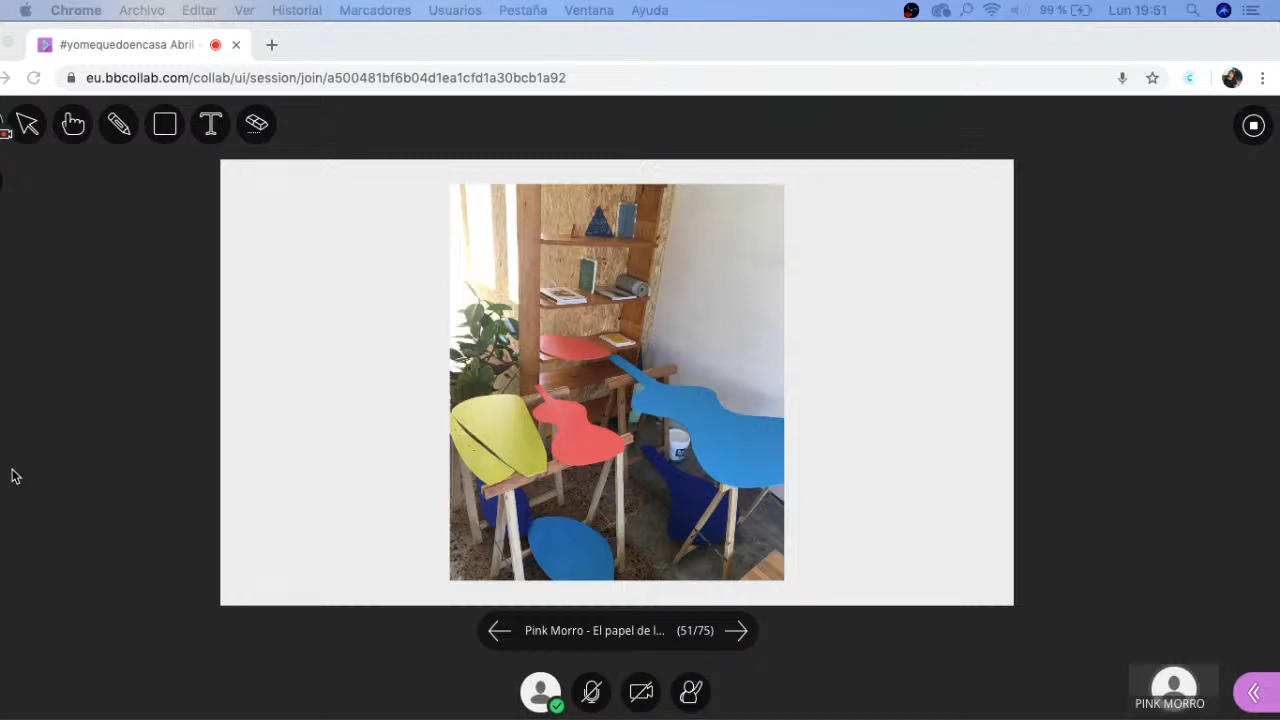 Chrome Archivo Editar Ver Historial Marcadores Usuarios Pestaña Ventana Ayuda 99 % Lun 19:51
#yomequedoencasa Abril -
eu.bbcollab.com/collab/ui/session/join/a500481bf6b04d1ea1cfd1a30bcb1a92
T
Pink Morro - El papel de l... (51/75)
PINK MORRO